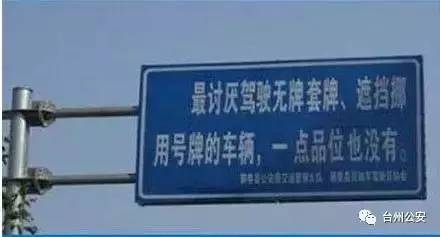 最讨厌驾驶无牌套牌、遮挡挪
用号牌的车辆，一点品位也没有。
台州公安